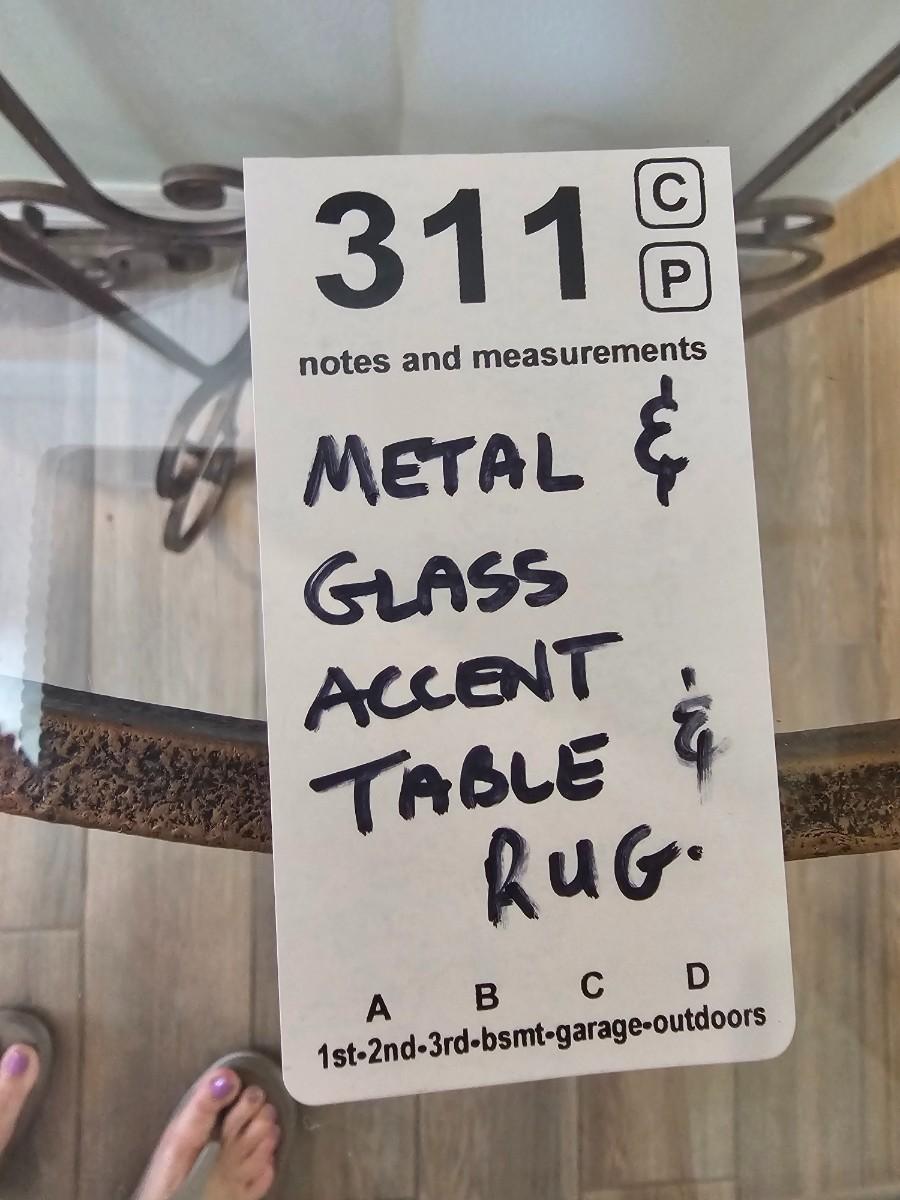 311 C
P
notes and measurements
METAL &
GLASS
ACCENT
TABLE &
RUG.
A B C D
1st-2nd-3rd-bsmt-garage-outdoors